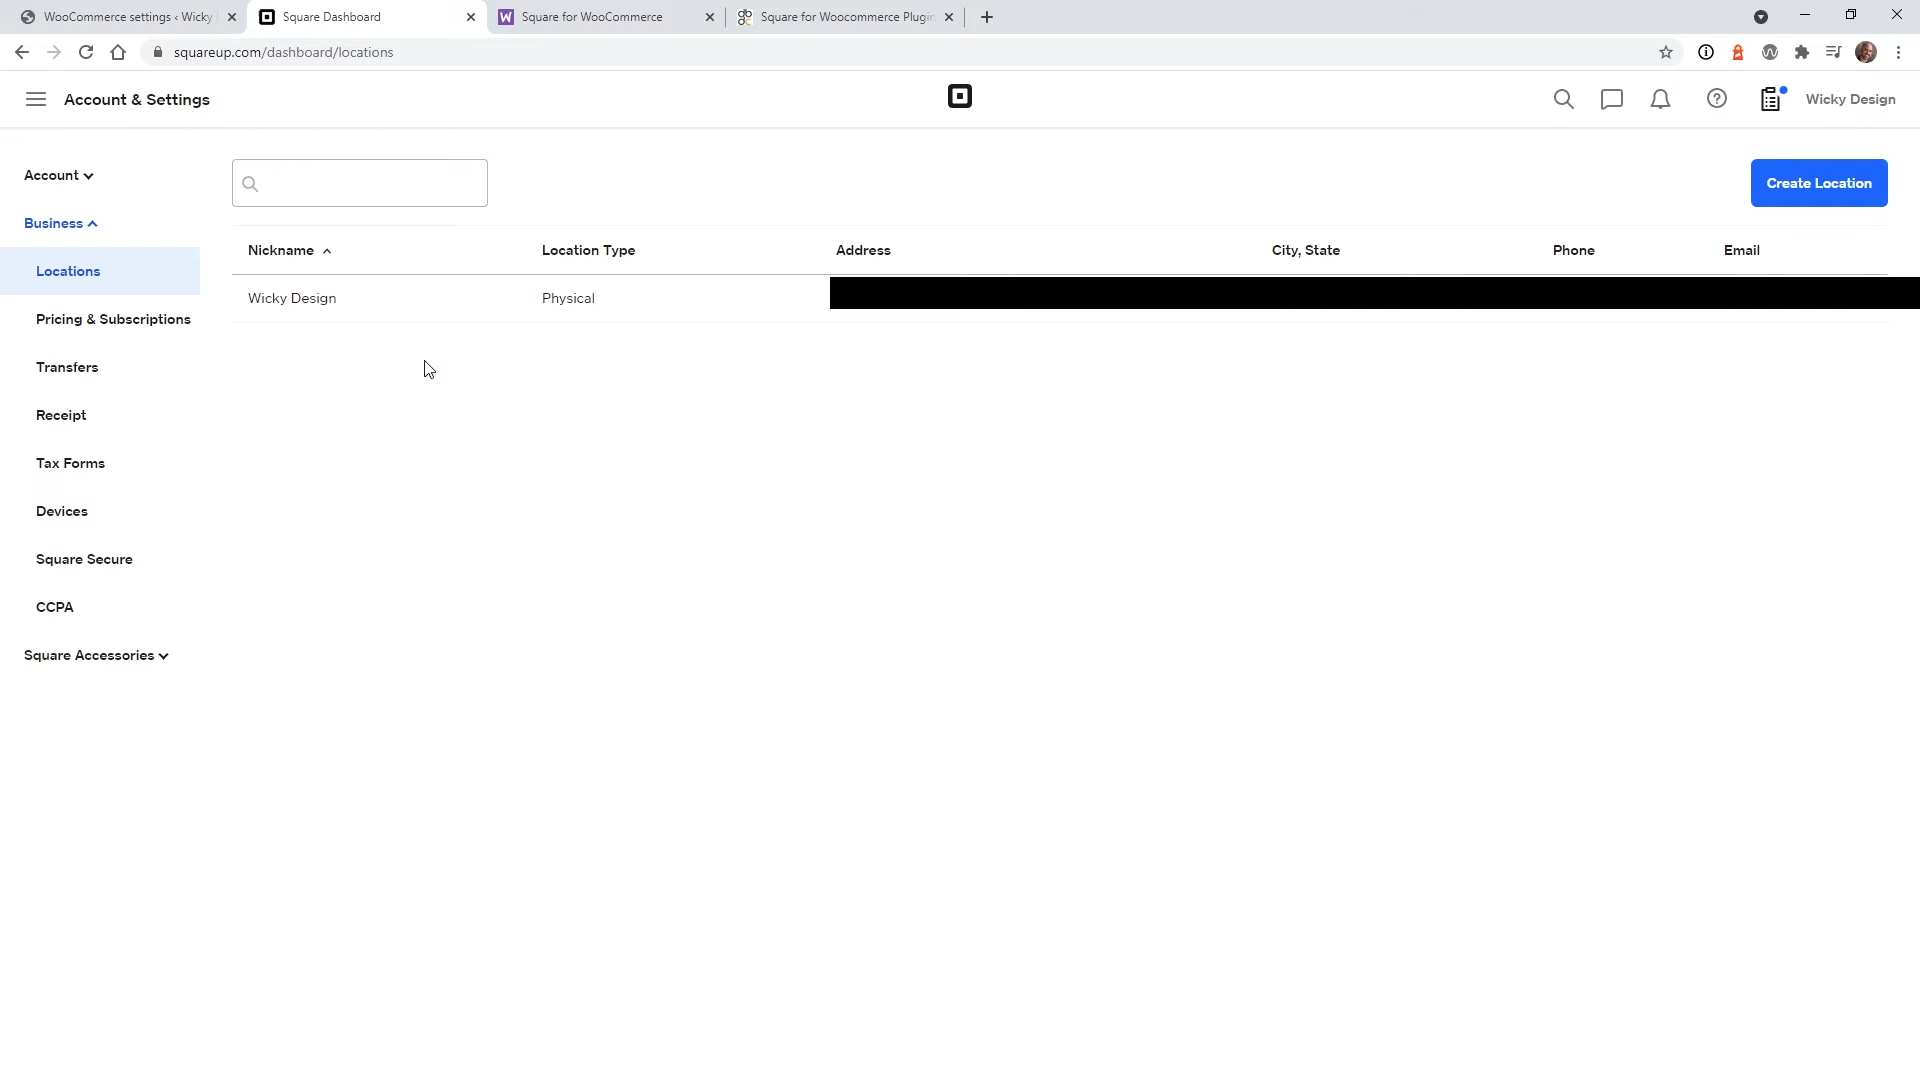 WooCommerce settings ‹ Wicky
Square Dashboard
Square for WooCommerce
Square for Woocommerce Plugin
squareup.com/dashboard/locations
Account & Settings
Wicky Design
Account
Business
Locations
Pricing & Subscriptions
Transfers
Receipt
Tax Forms
Devices
Square Secure
CCPA
Square Accessories
Create Location
Nickname
Location Type
Address
City, State
Phone
Email
Wicky Design
Physical